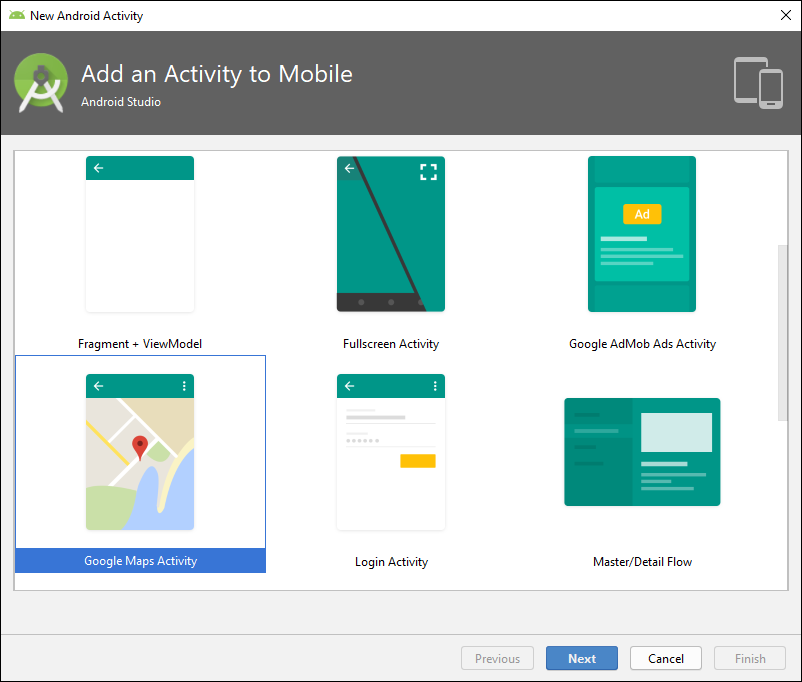 New Android Activity
Add an Activity to Mobile
Android Studio
Ad
Fragment + ViewModel
Fullscreen Activity
Google AdMob Ads Activity
Google Maps Activity
Login Activity
Master/Detail Flow
Previous
Next
Cancel
Finish